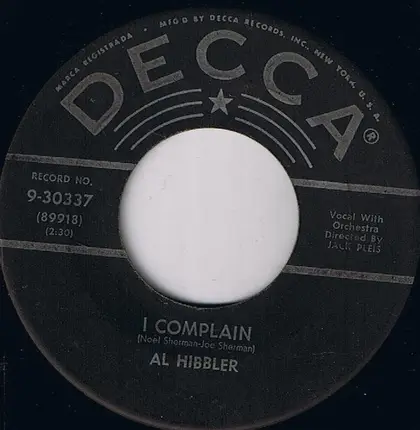 MARCA REGISTRADA • MFG'D BY DECCA RECORDS, INC., NEW YORK, U.S.A.
DECCA®
RECORD NO.
9-30337
(89918)
(2:30)
Vocal With
Orchestra
Directed By
JACK PLEIS
I COMPLAIN
(Noel Sherman-Joe Sherman)
AL HIBBLER